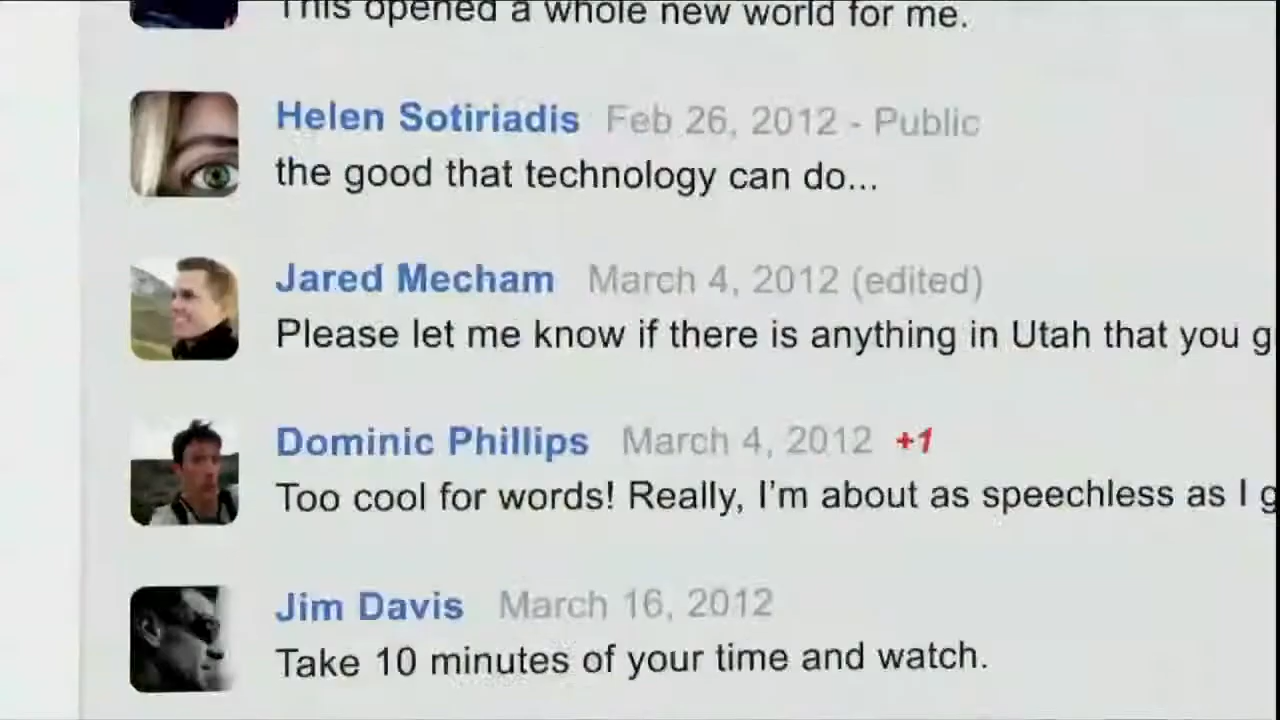 This opened a whole new world for me.
Helen Sotiriadis Feb 26, 2012 - Public
the good that technology can do...
Jared Mecham March 4, 2012 (edited)
Please let me know if there is anything in Utah that you g
Dominic Phillips March 4, 2012 +1
Too cool for words! Really, I'm about as speechless as I g
Jim Davis March 16, 2012
Take 10 minutes of your time and watch.